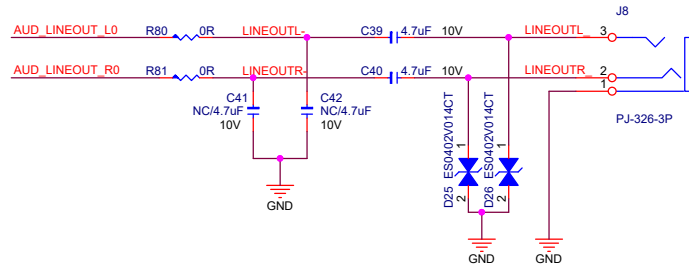 J8
AUD_LINEOUT_L0 R80 0R LINEOUTL- C39 4.7uF 10V LINEOUTL_ 3
AUD_LINEOUT_R0 R81 0R LINEOUTR- C40 4.7uF 10V LINEOUTR_ 2
1
C41 C42
NC/4.7uF NC/4.7uF
10V 10V
PJ-326-3P
D25 ES0402V014CT 1 2
D26 ES0402V014CT 1 2
GND
GND GND